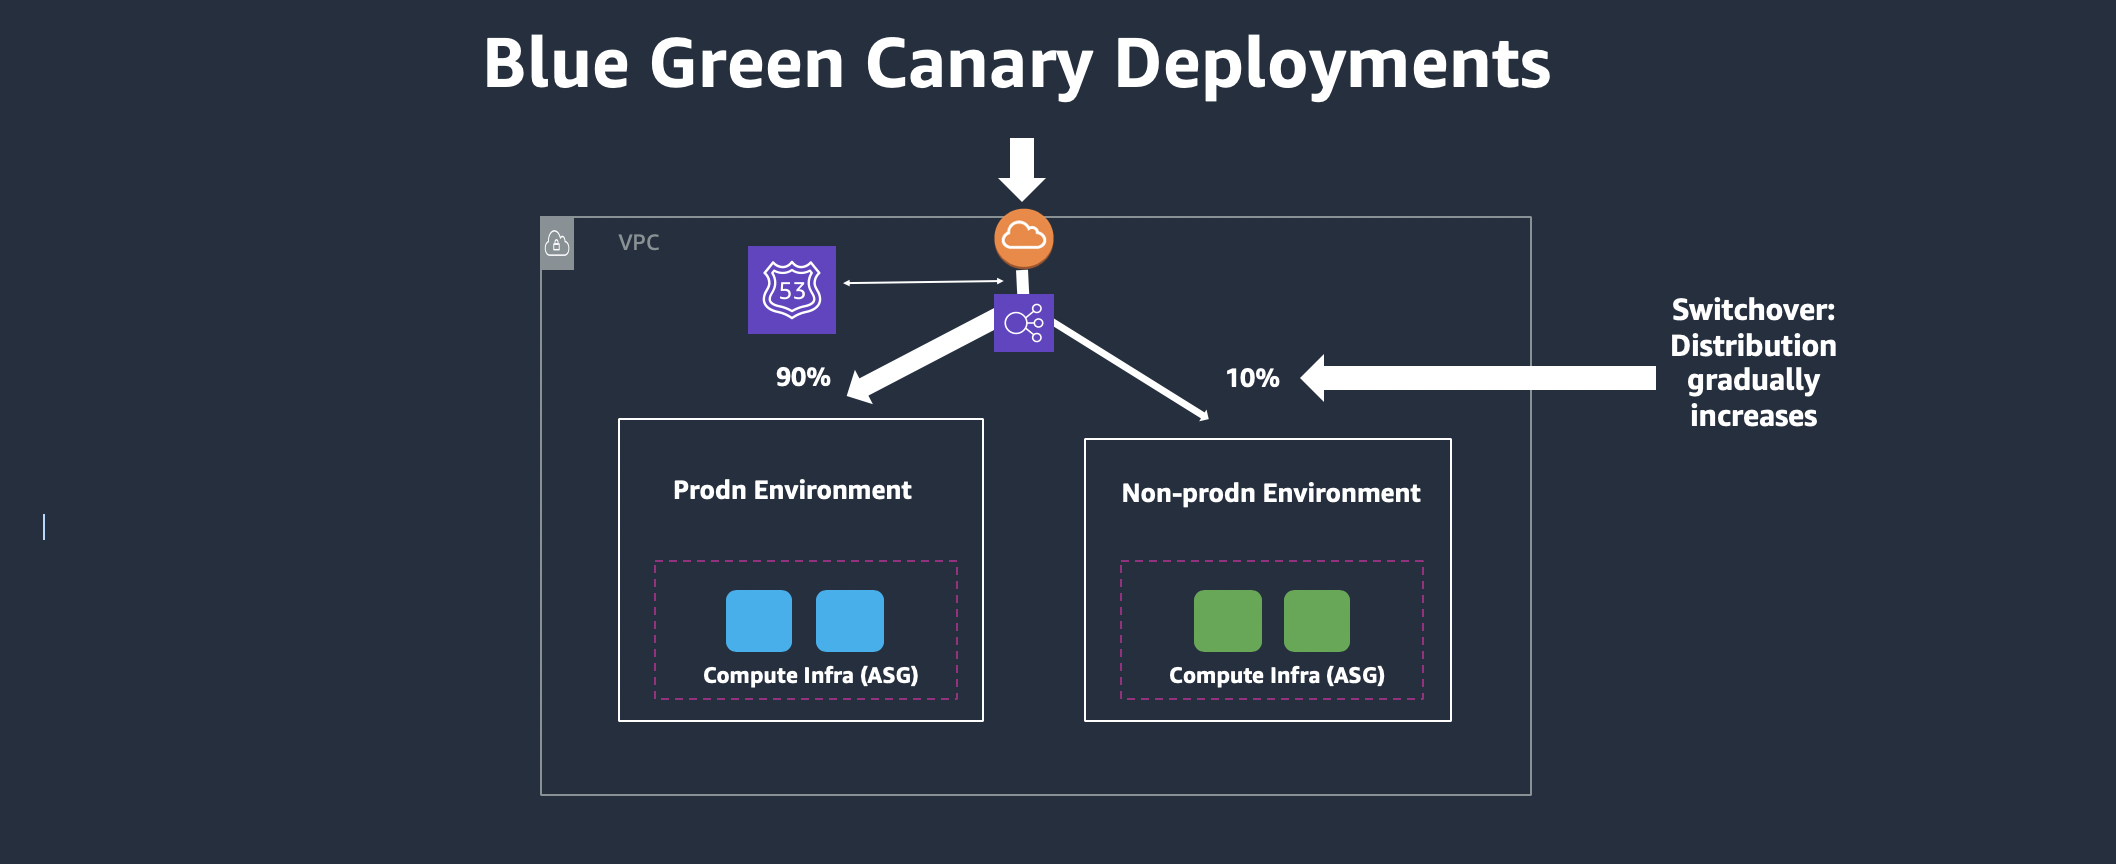 Blue Green Canary Deployments
VPC
53
90%
10%
Switchover:
Distribution
gradually
increases
Prodn Environment
Non-prodn Environment
Compute Infra (ASG)
Compute Infra (ASG)